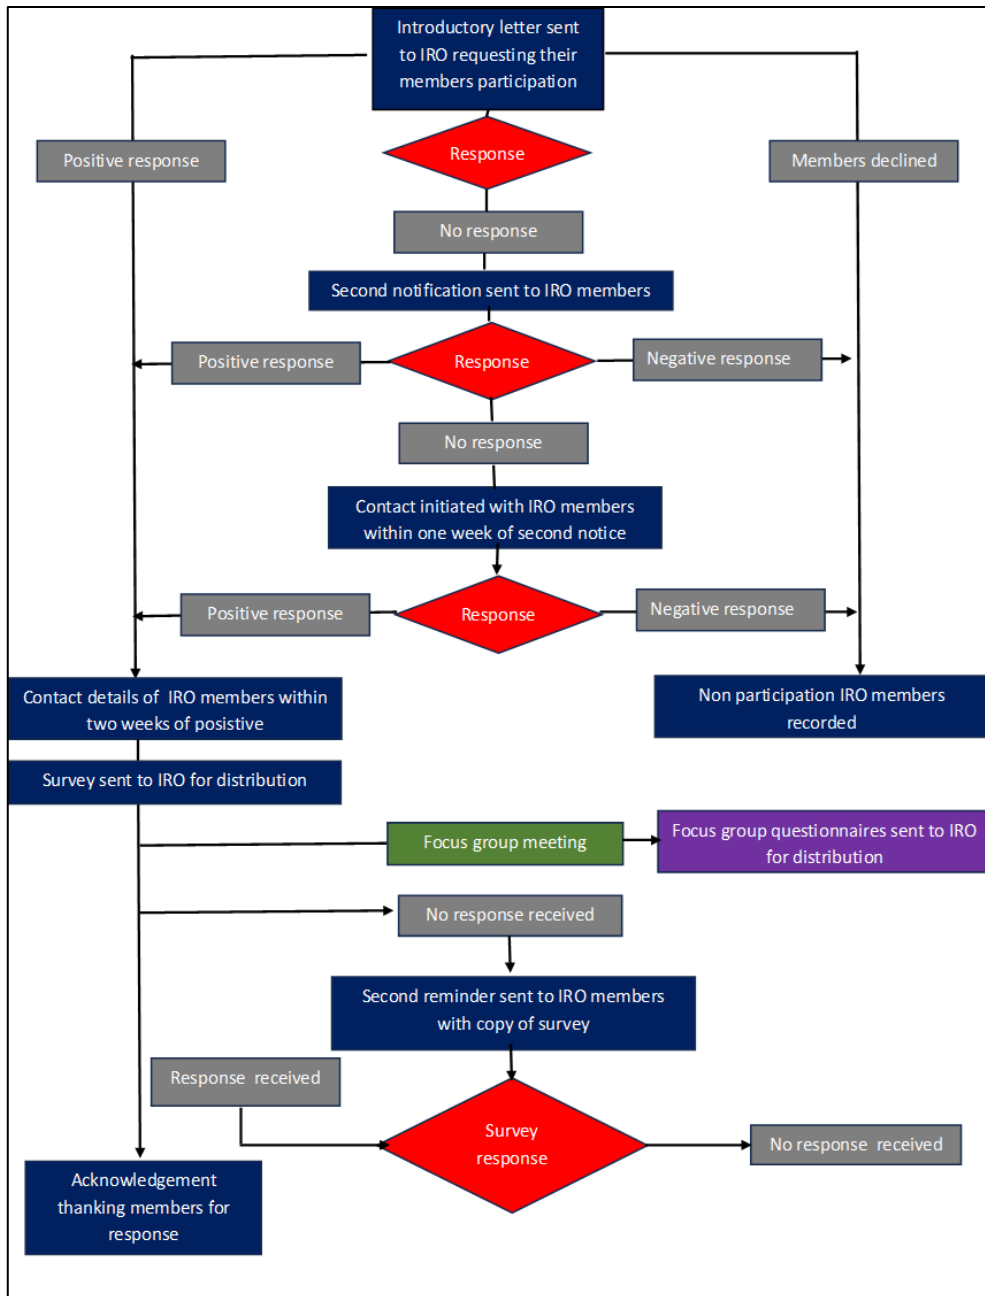 Introductory letter sent
to IRO requesting their
members participation
Positive response
Response
Members declined
No response
Second notification sent to IRO members
Positive response
Response
Negative response
No response
Contact initiated with IRO members
within one week of second notice
Positive response
Response
Negative response
Contact details of IRO members within
two weeks of posistive
Non participation IRO members
recorded
Survey sent to IRO for distribution
Focus group meeting
Focus group questionnaires sent to IRO
for distribution
No response received
Second reminder sent to IRO members
with copy of survey
Response received
Survey
response
No response received
Acknowledgement
thanking members for
response